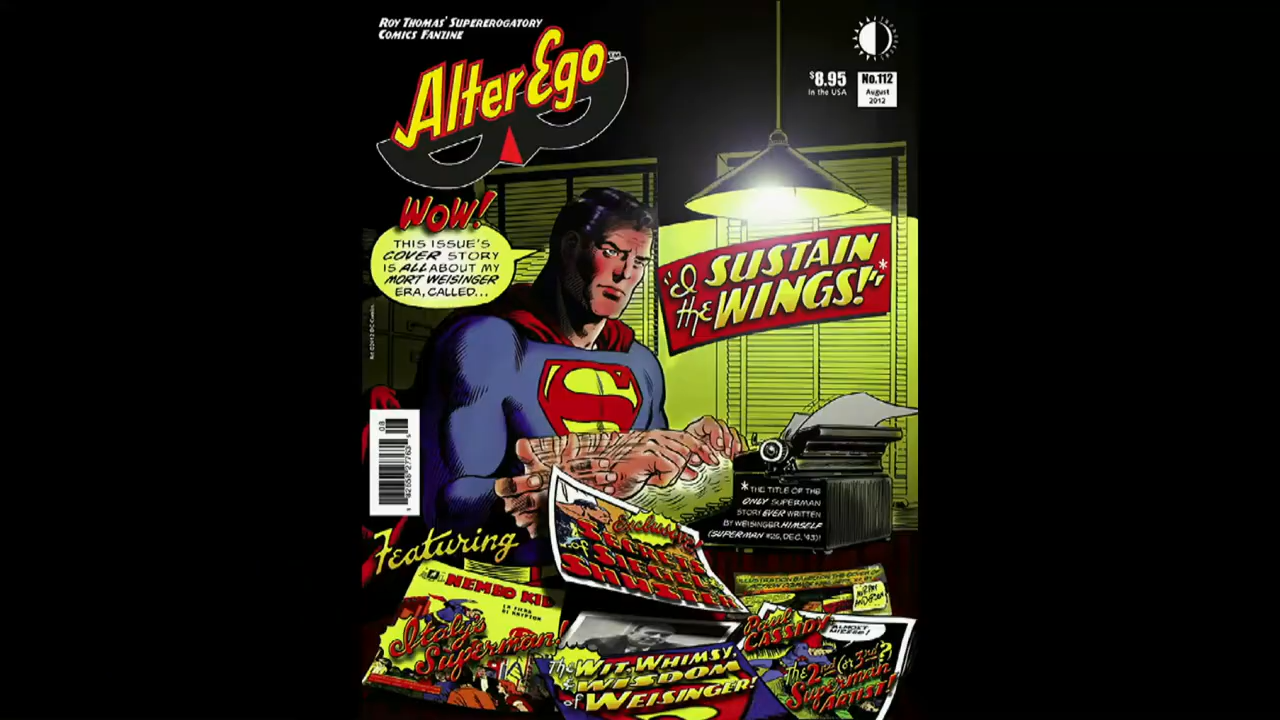 ROY THOMAS' SUPEREROGATORY
COMICS FANZINE
Alter Ego™
$8.95
In the USA
No.112
August
2012
WOW!
THIS ISSUE'S
COVER STORY
IS ALL ABOUT MY
MORT WEISINGER
ERA, CALLED...
"I SUSTAIN
the WINGS!"*
*THE TITLE OF THE
ONLY SUPERMAN
STORY EVER WRITTEN
BY WEISINGER HIMSELF
(SUPERMAN #25, DEC. '43)!
Featuring
Exclusive!
SECRETS
of SIEGEL
SHUSTER
NEMBO KID
Italy's
Superman!
The WIT, WHIMSY,
& WISDOM
of WEISINGER!
Paul
CASSIDY
ALMOST
The 2nd (or 3rd?)
Superman
ARTIST!